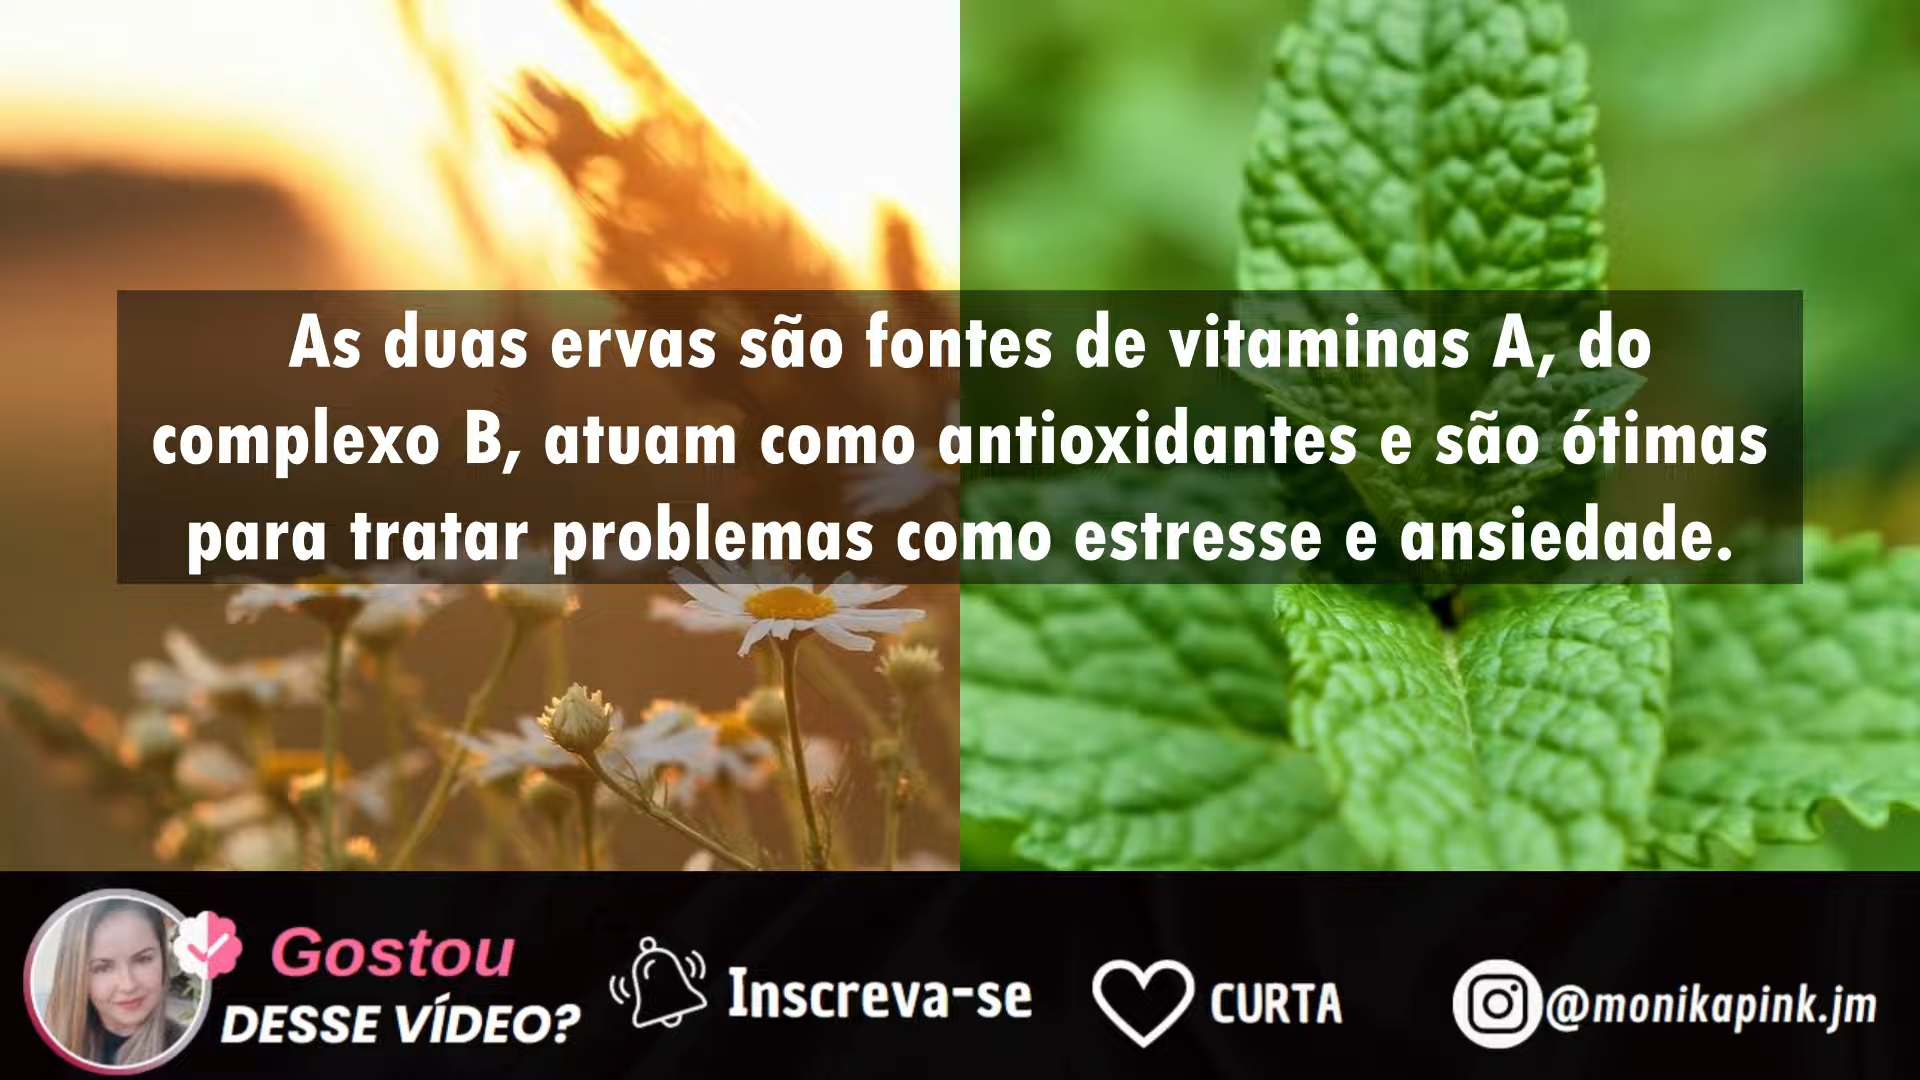 As duas ervas são fontes de vitaminas A, do
complexo B, atuam como antioxidantes e são ótimas
para tratar problemas como estresse e ansiedade.
Gostou
DESSE VÍDEO?
Inscreva-se
CURTA
@monikapink.jm